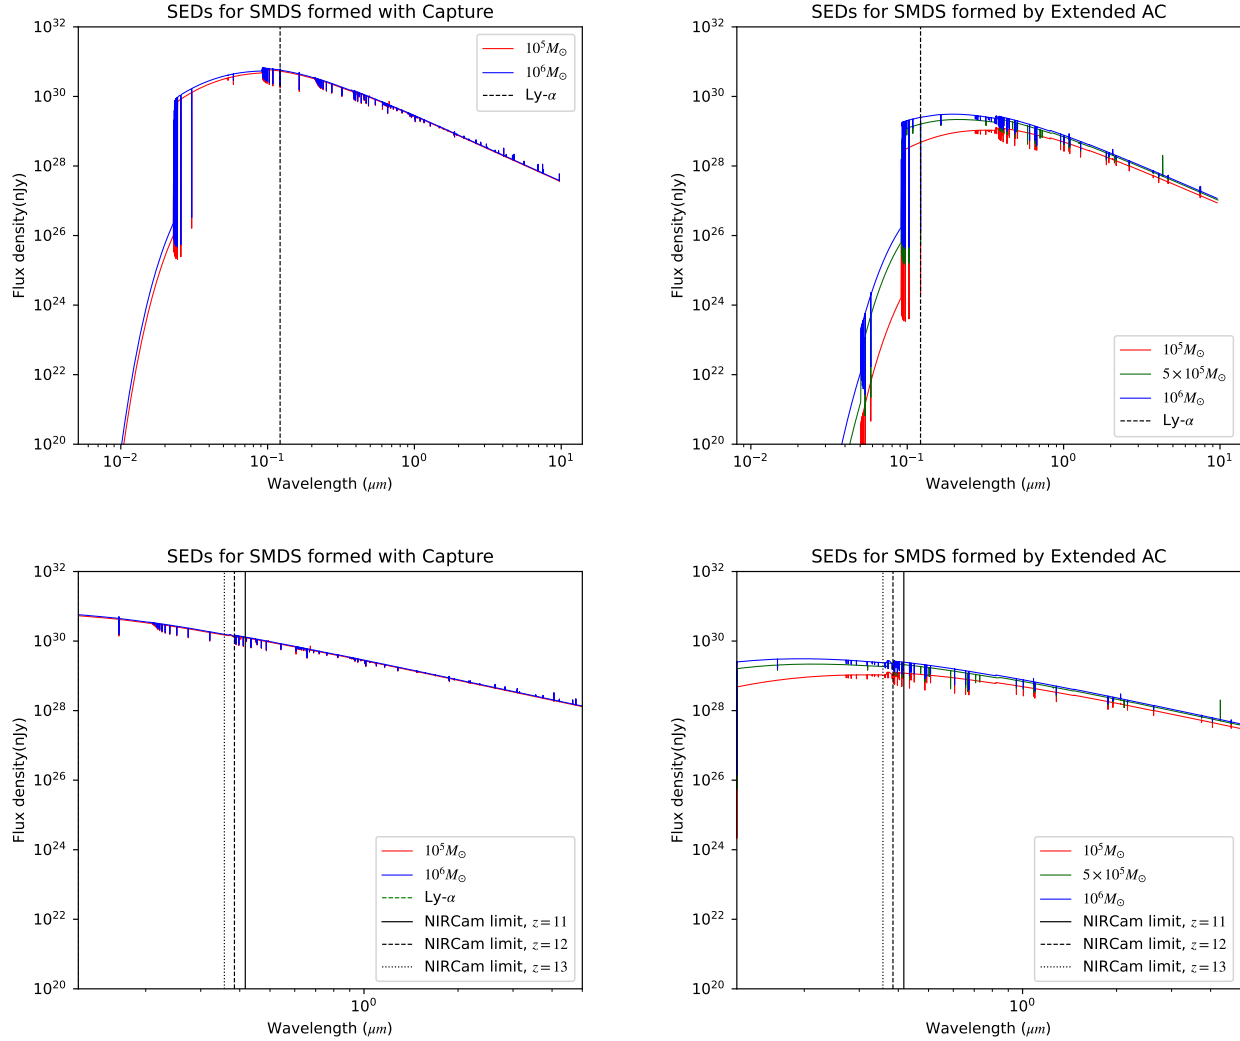 SEDs for SMDS formed with Capture
Flux density(nJy)
10^32
10^30
10^28
10^26
10^24
10^22
10^20
10^-2
10^-1
10^0
10^1
Wavelength (μm)
10^5 M⊙
10^6 M⊙
Ly-α
SEDs for SMDS formed by Extended AC
Flux density(nJy)
10^32
10^30
10^28
10^26
10^24
10^22
10^20
10^-2
10^-1
10^0
10^1
Wavelength (μm)
10^5 M⊙
5 × 10^5 M⊙
10^6 M⊙
Ly-α
SEDs for SMDS formed with Capture
Flux density(nJy)
10^32
10^30
10^28
10^26
10^24
10^22
10^20
10^0
Wavelength (μm)
10^5 M⊙
10^6 M⊙
Ly-α
NIRCam limit, z = 11
NIRCam limit, z = 12
NIRCam limit, z = 13
SEDs for SMDS formed by Extended AC
Flux density(nJy)
10^32
10^30
10^28
10^26
10^24
10^22
10^20
10^0
Wavelength (μm)
10^5 M⊙
5 × 10^5 M⊙
10^6 M⊙
NIRCam limit, z = 11
NIRCam limit, z = 12
NIRCam limit, z = 13